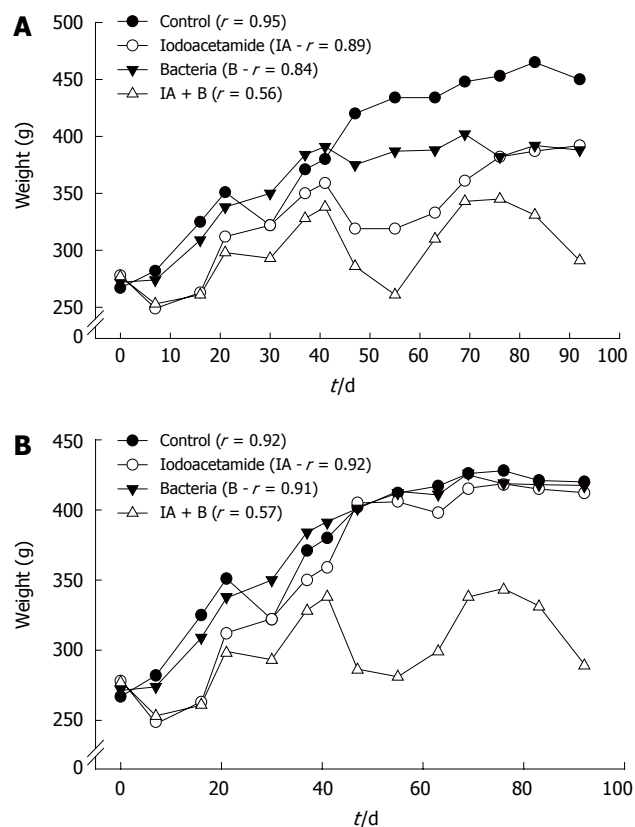 A
Control (r = 0.95)
Iodoacetamide (IA - r = 0.89)
Bacteria (B - r = 0.84)
IA + B (r = 0.56)
Weight (g)
500
450
400
350
300
250
0
0 10 20 30 40 50 60 70 80 90 100
t/d
B
Control (r = 0.92)
Iodoacetamide (IA - r = 0.92)
Bacteria (B - r = 0.91)
IA + B (r = 0.57)
Weight (g)
450
400
350
300
250
0
0 20 40 60 80 100
t/d